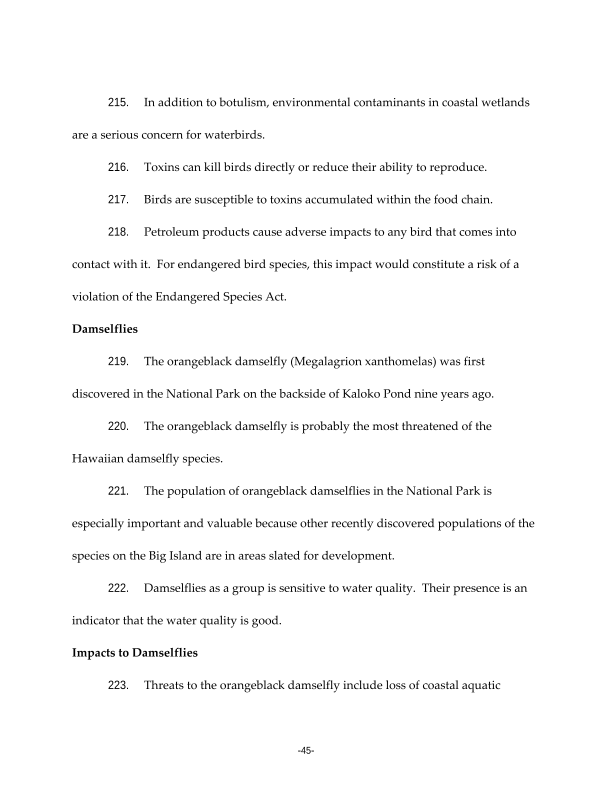 215. In addition to botulism, environmental contaminants in coastal wetlands
are a serious concern for waterbirds.
216. Toxins can kill birds directly or reduce their ability to reproduce.
217. Birds are susceptible to toxins accumulated within the food chain.
218. Petroleum products cause adverse impacts to any bird that comes into
contact with it. For endangered bird species, this impact would constitute a risk of a
violation of the Endangered Species Act.
Damselflies
219. The orangeblack damselfly (Megalagrion xanthomelas) was first
discovered in the National Park on the backside of Kaloko Pond nine years ago.
220. The orangeblack damselfly is probably the most threatened of the
Hawaiian damselfly species.
221. The population of orangeblack damselflies in the National Park is
especially important and valuable because other recently discovered populations of the
species on the Big Island are in areas slated for development.
222. Damselflies as a group is sensitive to water quality. Their presence is an
indicator that the water quality is good.
Impacts to Damselflies
223. Threats to the orangeblack damselfly include loss of coastal aquatic
-45-